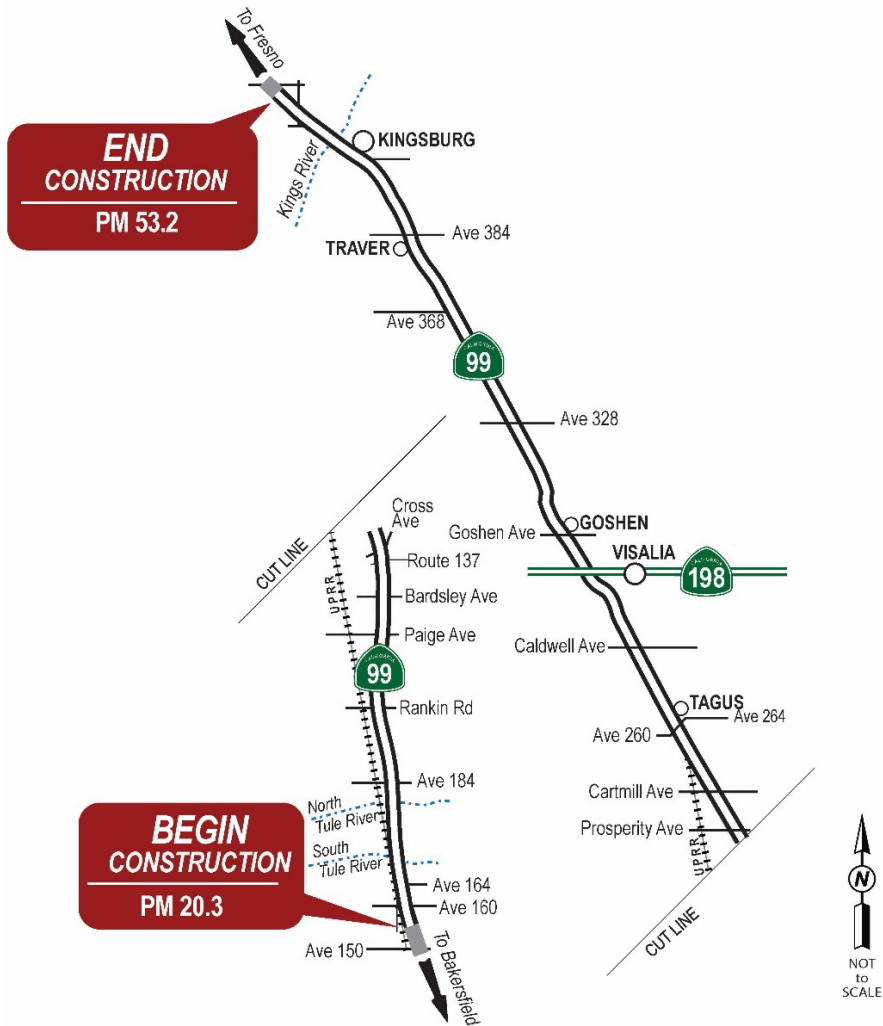 To Fresno
END
CONSTRUCTION
PM 53.2
KINGSBURG
Kings River
Ave 384
TRAVER
Ave 368
CALIFORNIA
99
Ave 328
Cross
Ave
Goshen Ave
GOSHEN
VISALIA
CALIFORNIA
198
CUT LINE
UPRR
Route 137
Bardsley Ave
Paige Ave
CALIFORNIA
99
Rankin Rd
Caldwell Ave
TAGUS
Ave 264
Ave 260
Ave 184
Cartmill Ave
North
Tule River
Prosperity Ave
UPRR
CUT LINE
BEGIN
CONSTRUCTION
PM 20.3
South
Tule River
Ave 164
Ave 160
Ave 150
To Bakersfield
N
NOT
to
SCALE